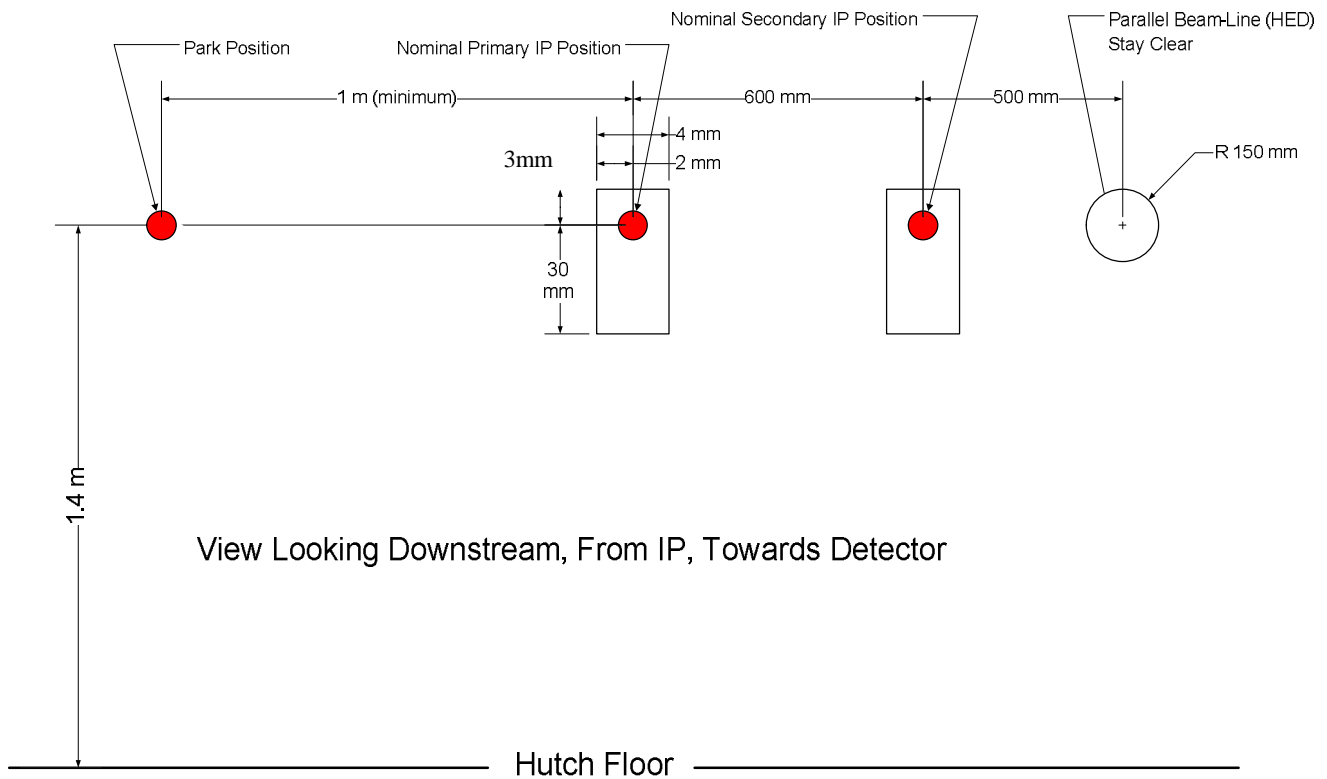 Nominal Secondary IP Position
Parallel Beam-Line (HED)
Stay Clear
Park Position
Nominal Primary IP Position
1 m (minimum)
600 mm
500 mm
4 mm
3mm
2 mm
R 150 mm
30
mm
1.4 m
View Looking Downstream, From IP, Towards Detector
Hutch Floor